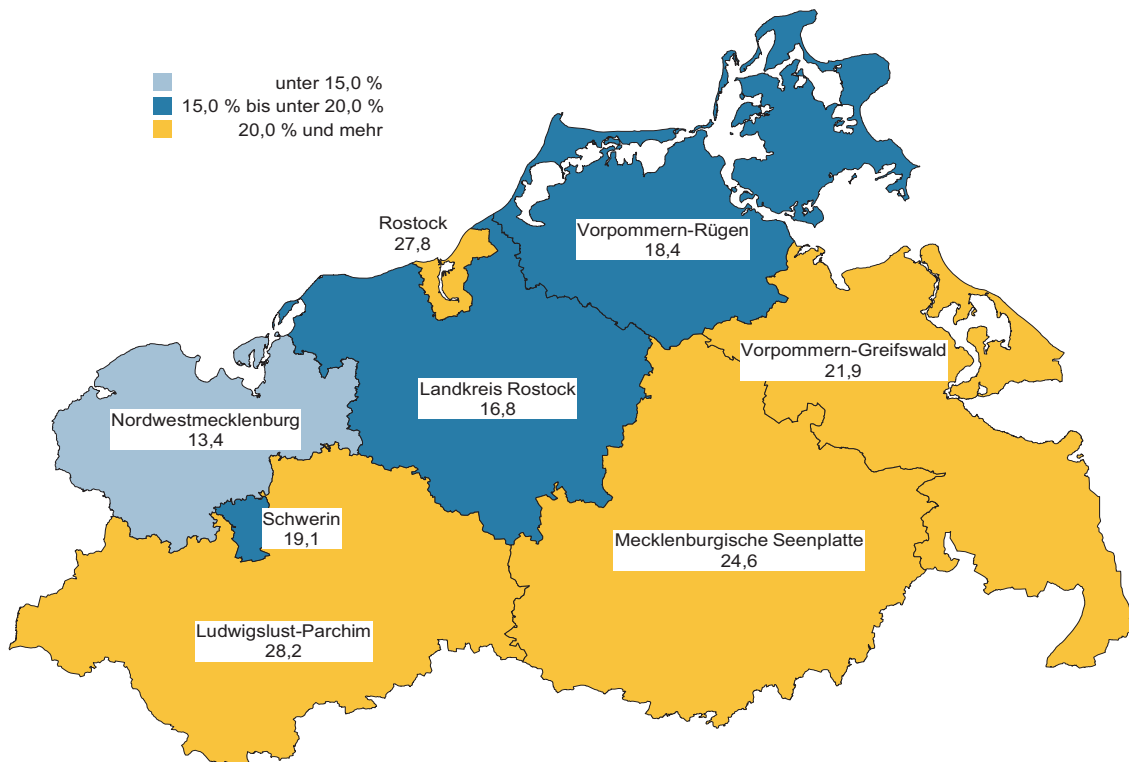 unter 15,0 %
15,0 % bis unter 20,0 %
20,0 % und mehr
Rostock
27,8
Vorpommern-Rügen
18,4
Vorpommern-Greifswald
21,9
Landkreis Rostock
16,8
Nordwestmecklenburg
13,4
Schwerin
19,1
Mecklenburgische Seenplatte
24,6
Ludwigslust-Parchim
28,2